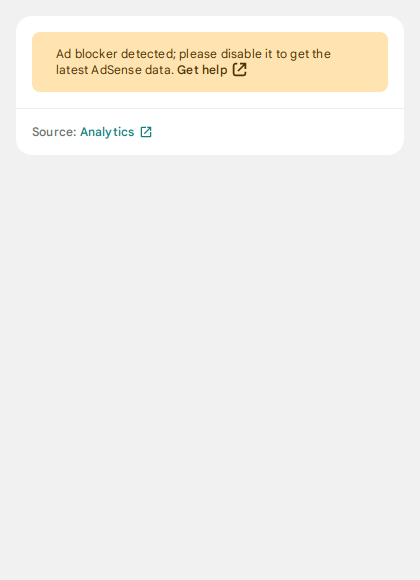 Ad blocker detected; please disable it to get the
latest AdSense data. Get help
Source: Analytics